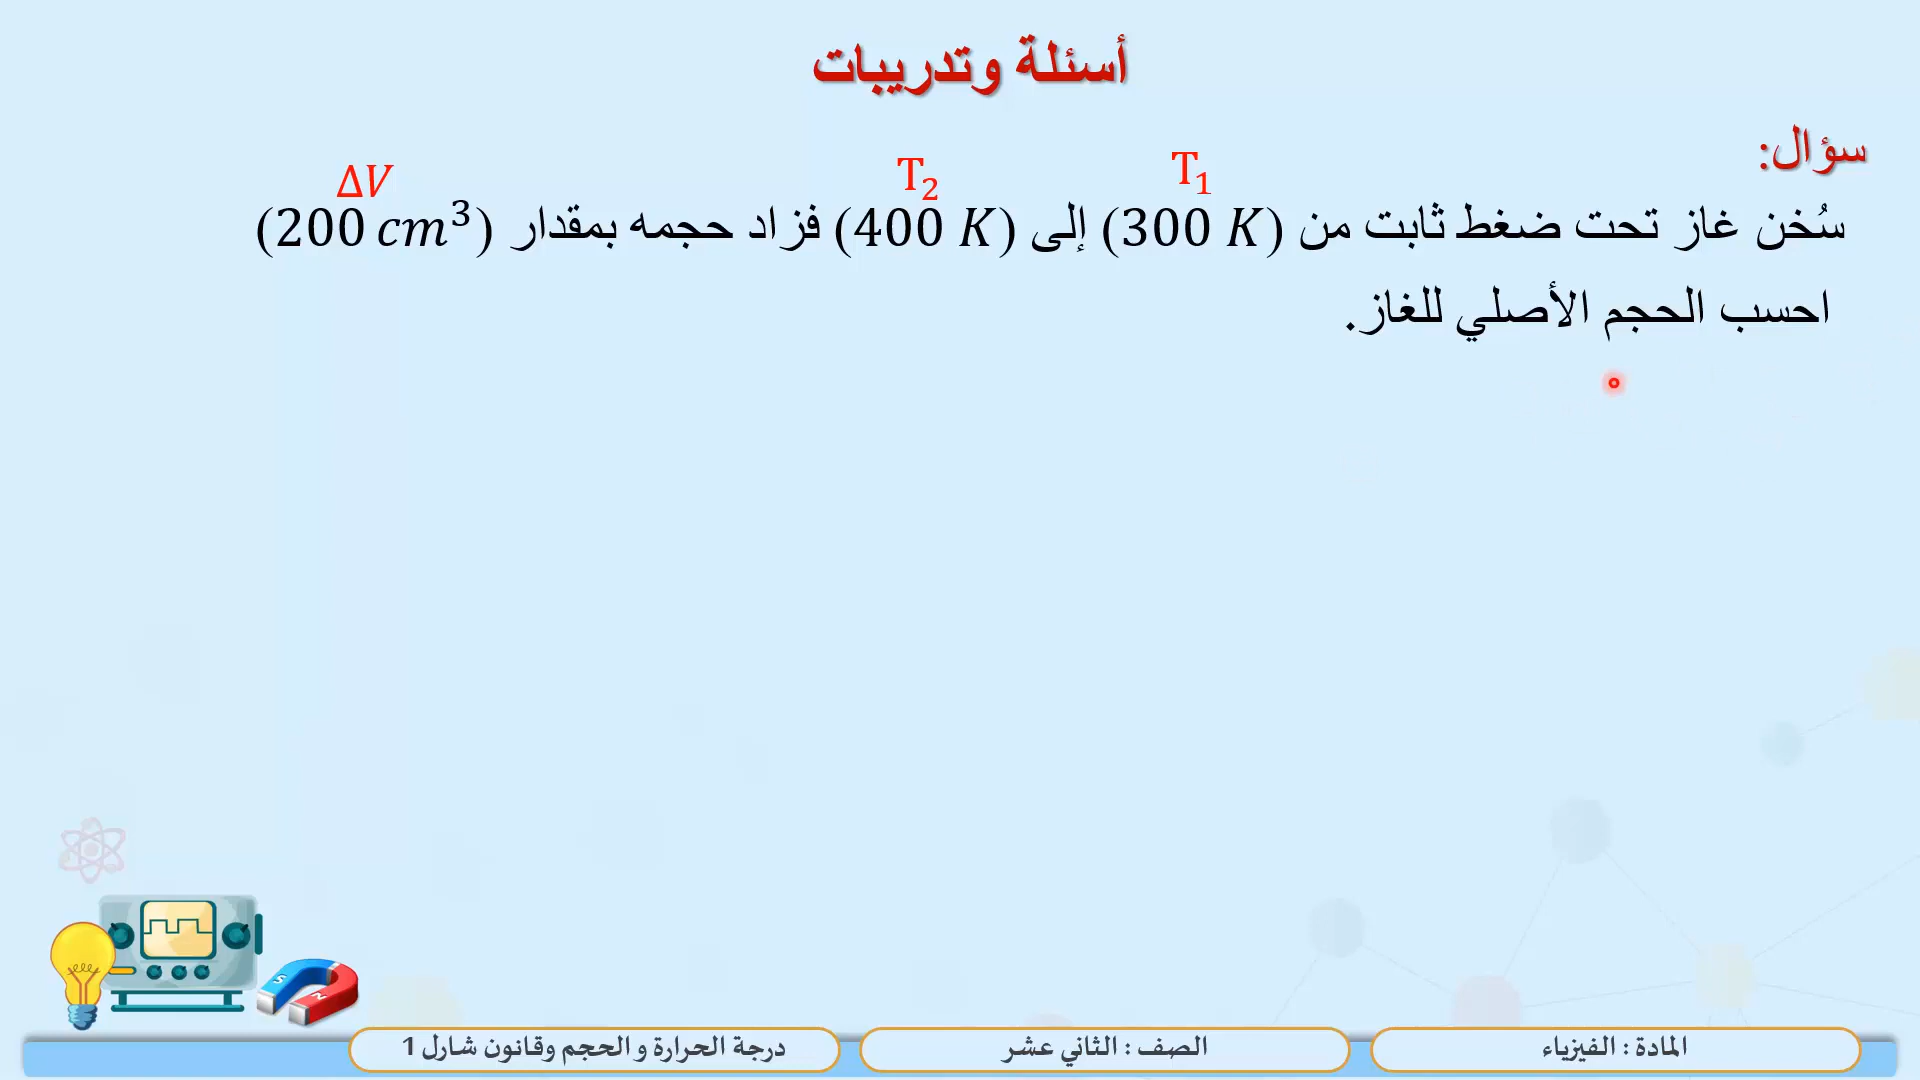 أسئلة وتدريبات
سؤال:
T₁ T₂ ΔV
سُخن غاز تحت ضغط ثابت من (300 K) إلى (400 K) فزاد حجمه بمقدار (200 cm³)
احسب الحجم الأصلي للغاز.
S N
المادة : الفيزياء
الصف : الثاني عشر
درجة الحرارة و الحجم وقانون شارل 1